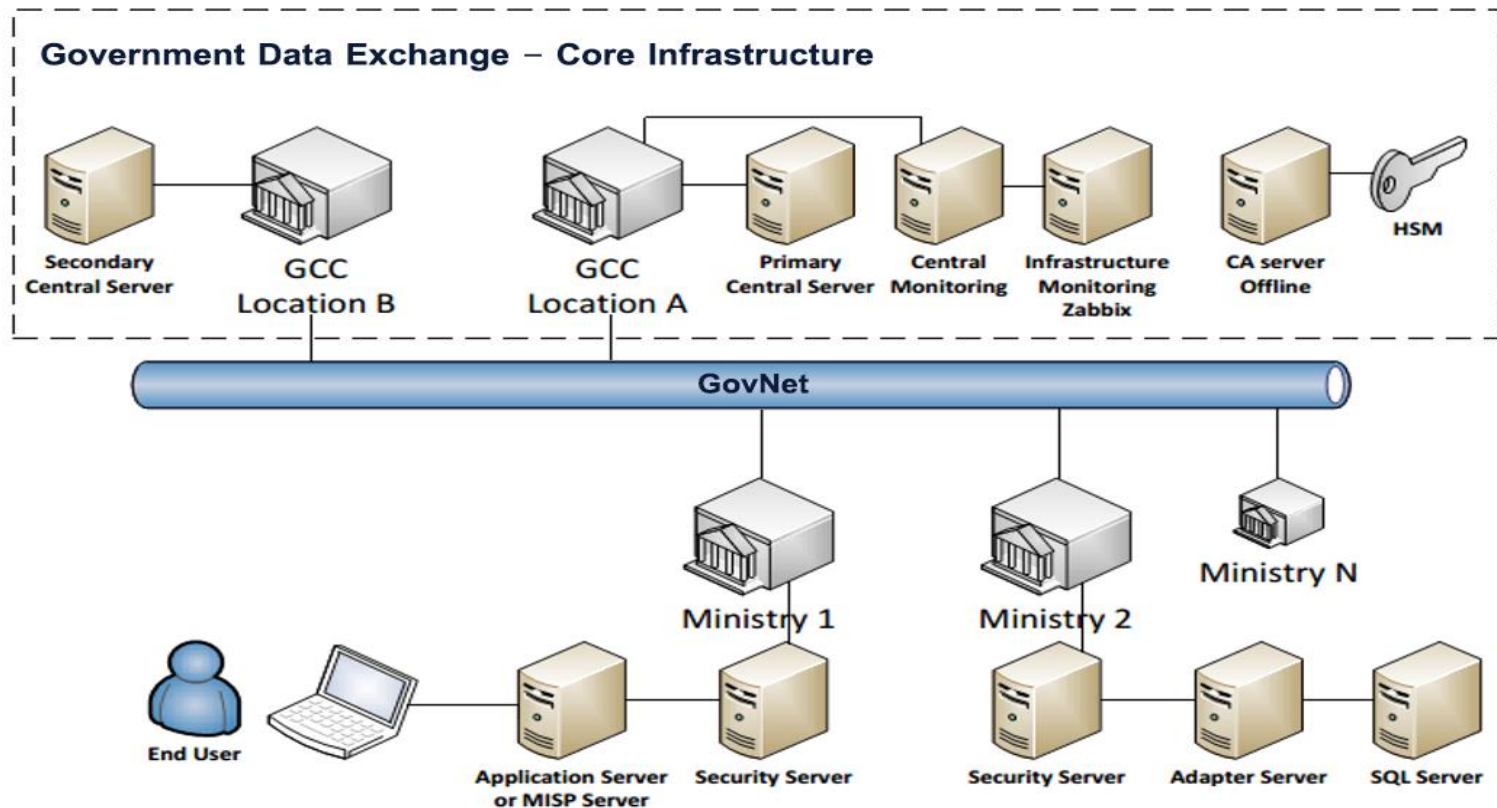 Government Data Exchange – Core Infrastructure
Secondary
Central Server
GCC
Location B
GCC
Location A
Primary
Central Server
Central
Monitoring
Infrastructure
Monitoring
Zabbix
CA server
Offline
HSM
GovNet
Ministry 1
Ministry 2
Ministry N
End User
Application Server
or MISP Server
Security Server
Security Server
Adapter Server
SQL Server